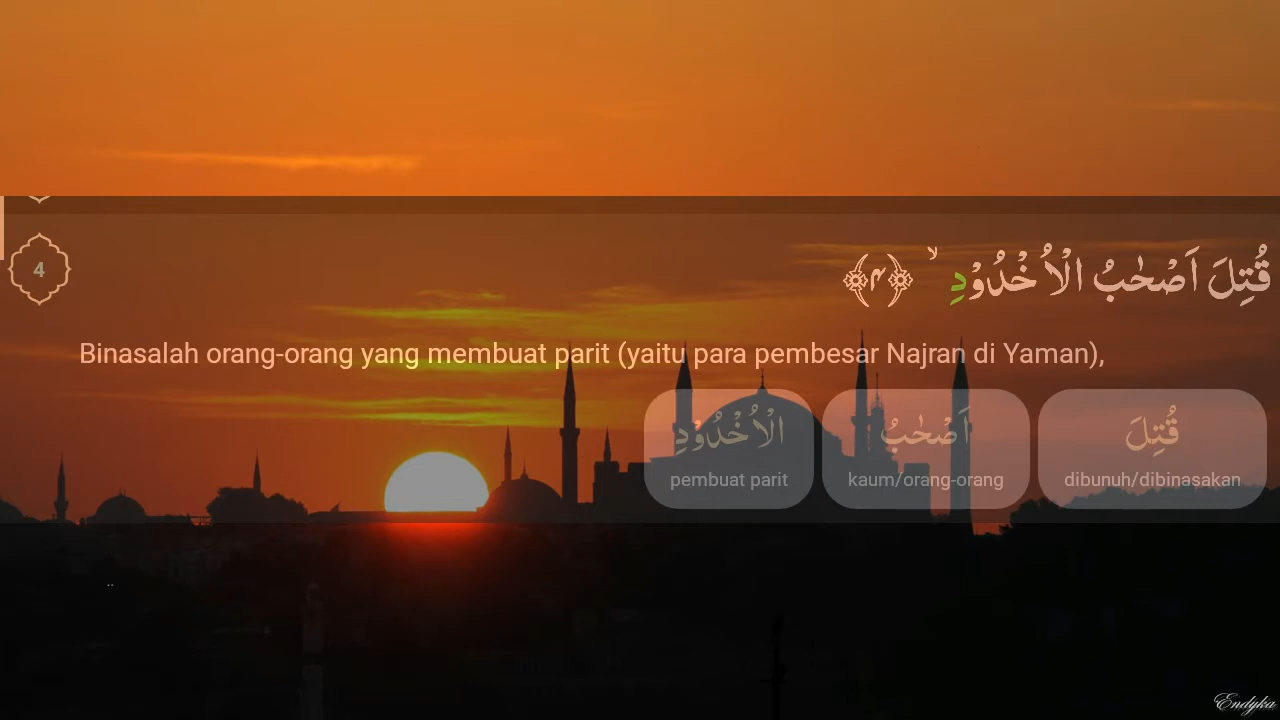 قُتِلَ اَصْحٰبُ الْاُخْدُوْدِۙ ﴿٤﴾
4
Binasalah orang-orang yang membuat parit (yaitu para pembesar Najran di Yaman),
قُتِلَ اَصْحٰبُ الْاُخْدُوْدِ
dibunuh/dibinasakan kaum/orang-orang pembuat parit
Endyka